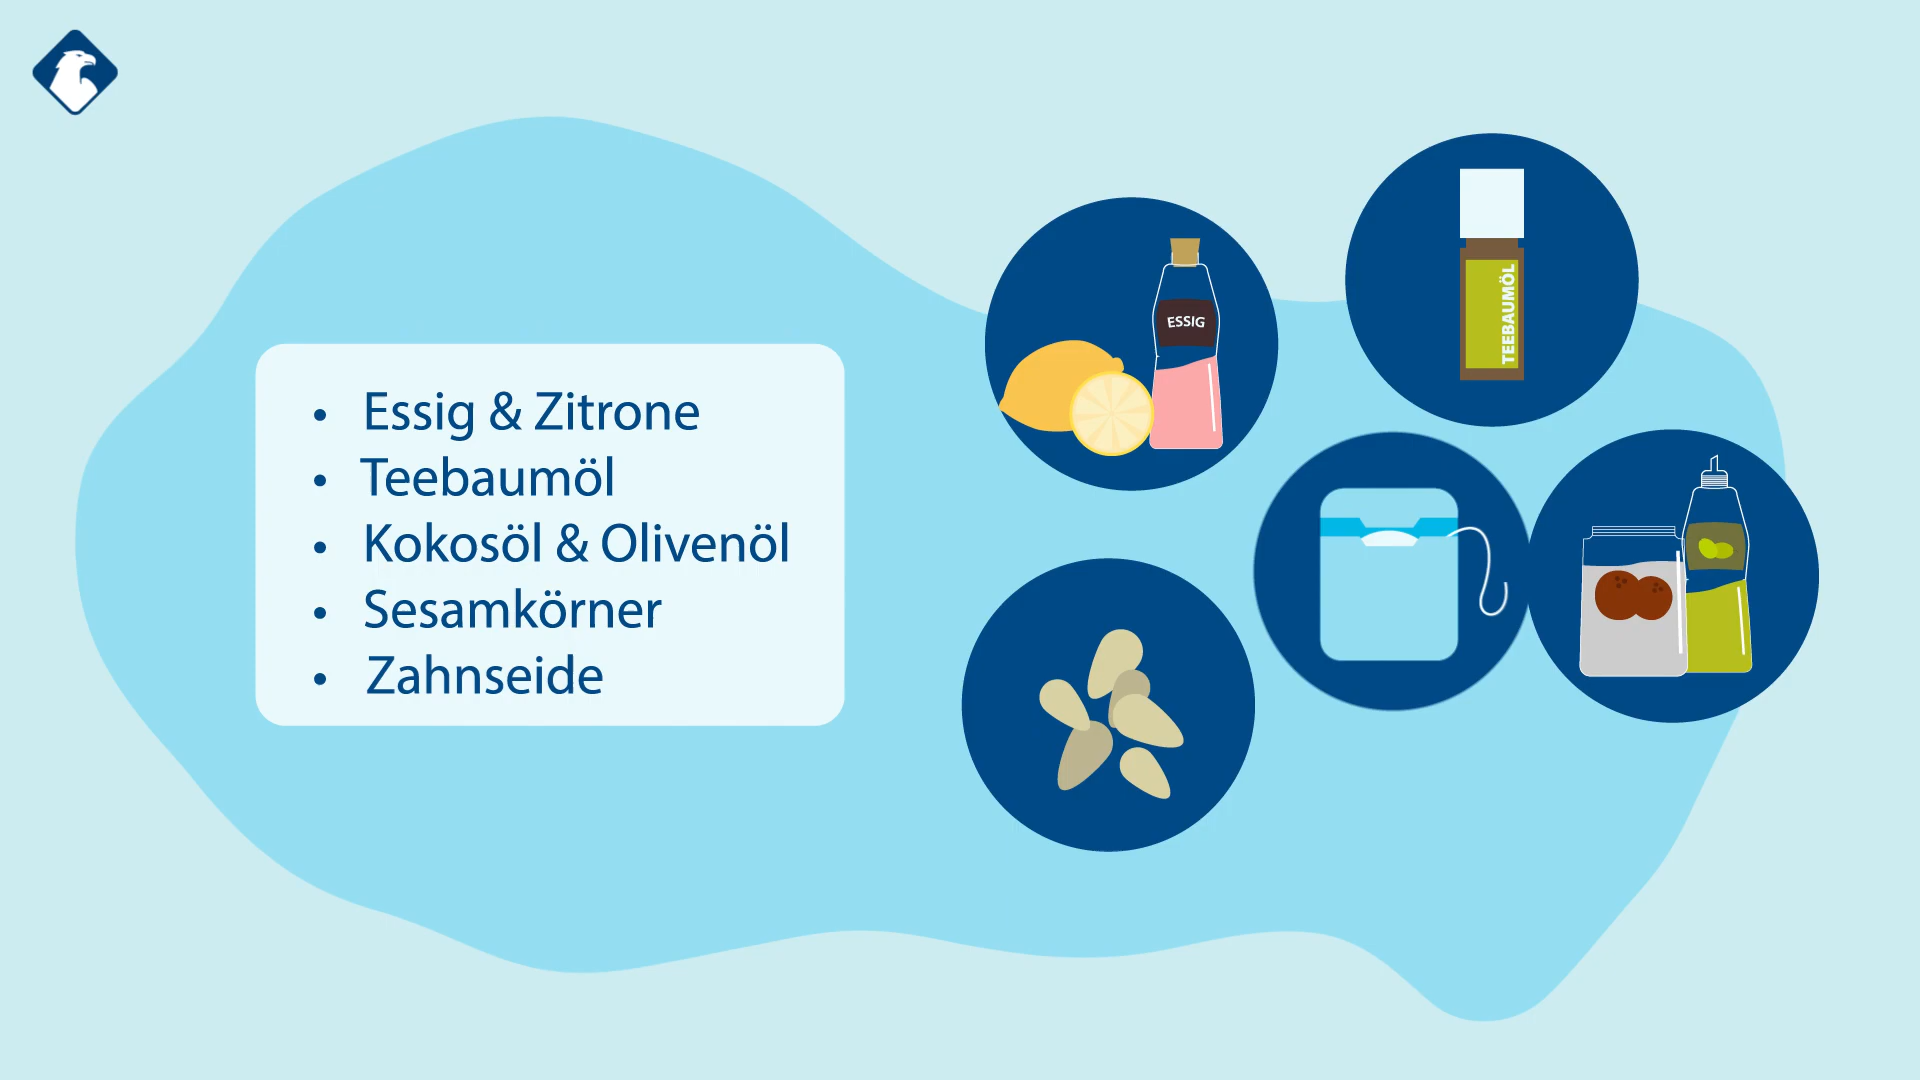 • Essig & Zitrone
• Teebaumöl
• Kokosöl & Olivenöl
• Sesamkörner
• Zahnseide
ESSIG
TEEBAUMÖL